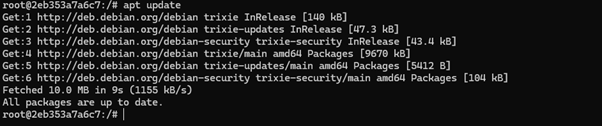 root@2eb353a7a6c7:/# apt update
Get:1 http://deb.debian.org/debian trixie InRelease [140 kB]
Get:2 http://deb.debian.org/debian trixie-updates InRelease [47.3 kB]
Get:3 http://deb.debian.org/debian-security trixie-security InRelease [43.4 kB]
Get:4 http://deb.debian.org/debian trixie/main amd64 Packages [9670 kB]
Get:5 http://deb.debian.org/debian trixie-updates/main amd64 Packages [5412 B]
Get:6 http://deb.debian.org/debian-security trixie-security/main amd64 Packages [104 kB]
Fetched 10.0 MB in 9s (1155 kB/s)
All packages are up to date.
root@2eb353a7a6c7:/#